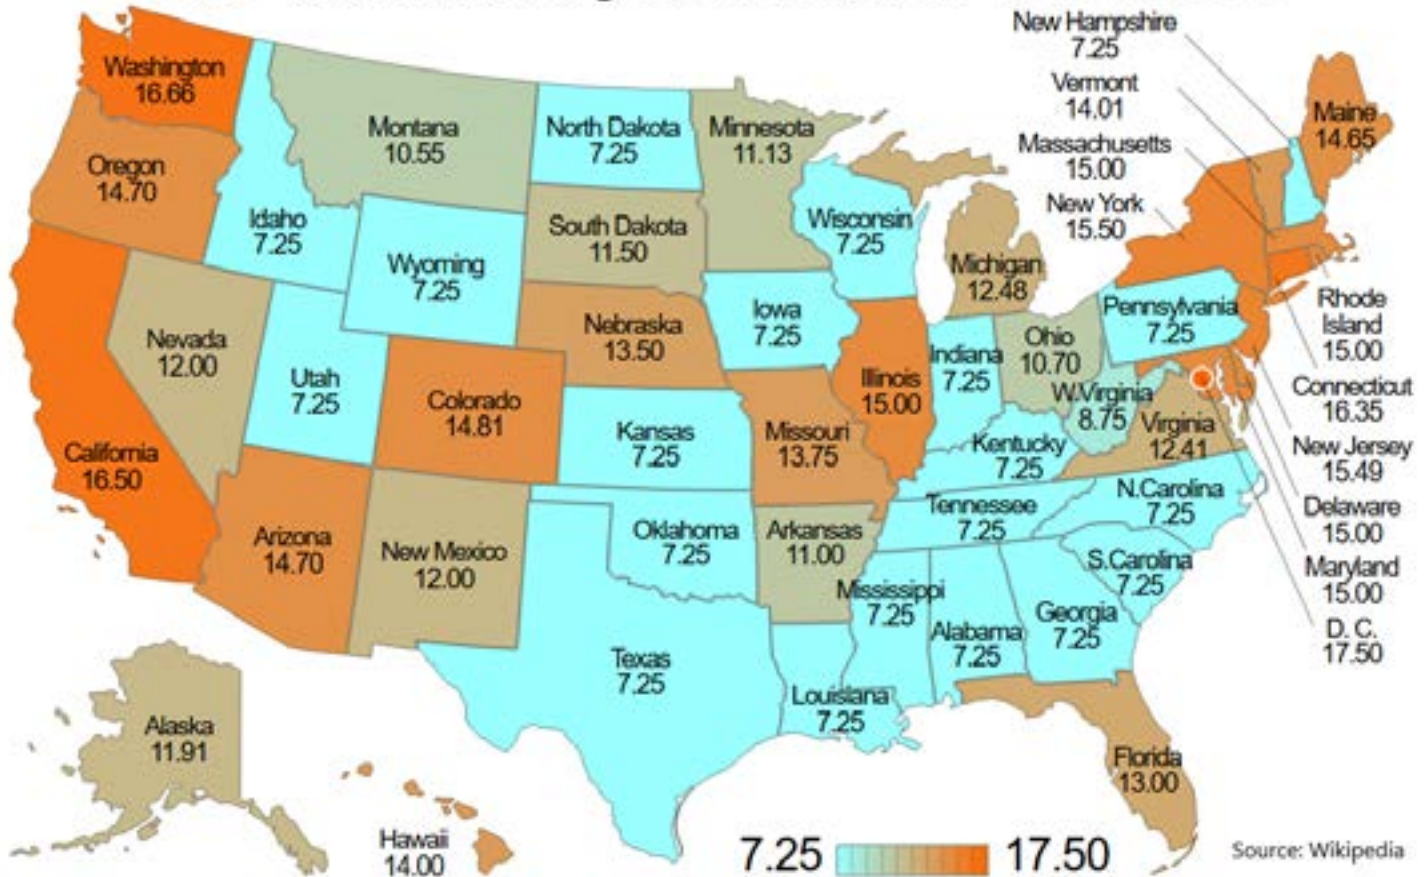 New Hampshire
7.25
Vermont
14.01
Massachusetts
15.00
New York
15.50
Maine
14.65
Washington
16.66
Oregon
14.70
Montana
10.55
North Dakota
7.25
Minnesota
11.13
Idaho
7.25
Wyoming
7.25
South Dakota
11.50
Wisconsin
7.25
Michigan
12.48
Nevada
12.00
Utah
7.25
Colorado
14.81
Nebraska
13.50
Iowa
7.25
Illinois
15.00
Indiana
7.25
Ohio
10.70
Pennsylvania
7.25
Rhode
Island
15.00
Connecticut
16.35
New Jersey
15.49
Delaware
15.00
Maryland
15.00
D. C.
17.50
W.Virginia
8.75
Virginia
12.41
California
16.50
Kansas
7.25
Missouri
13.75
Kentucky
7.25
N.Carolina
7.25
Tennessee
7.25
S.Carolina
7.25
Arizona
14.70
New Mexico
12.00
Oklahoma
7.25
Arkansas
11.00
Mississippi
7.25
Alabama
7.25
Georgia
7.25
Texas
7.25
Louisiana
7.25
Florida
13.00
Alaska
11.91
Hawaii
14.00
7.25
17.50
Source: Wikipedia